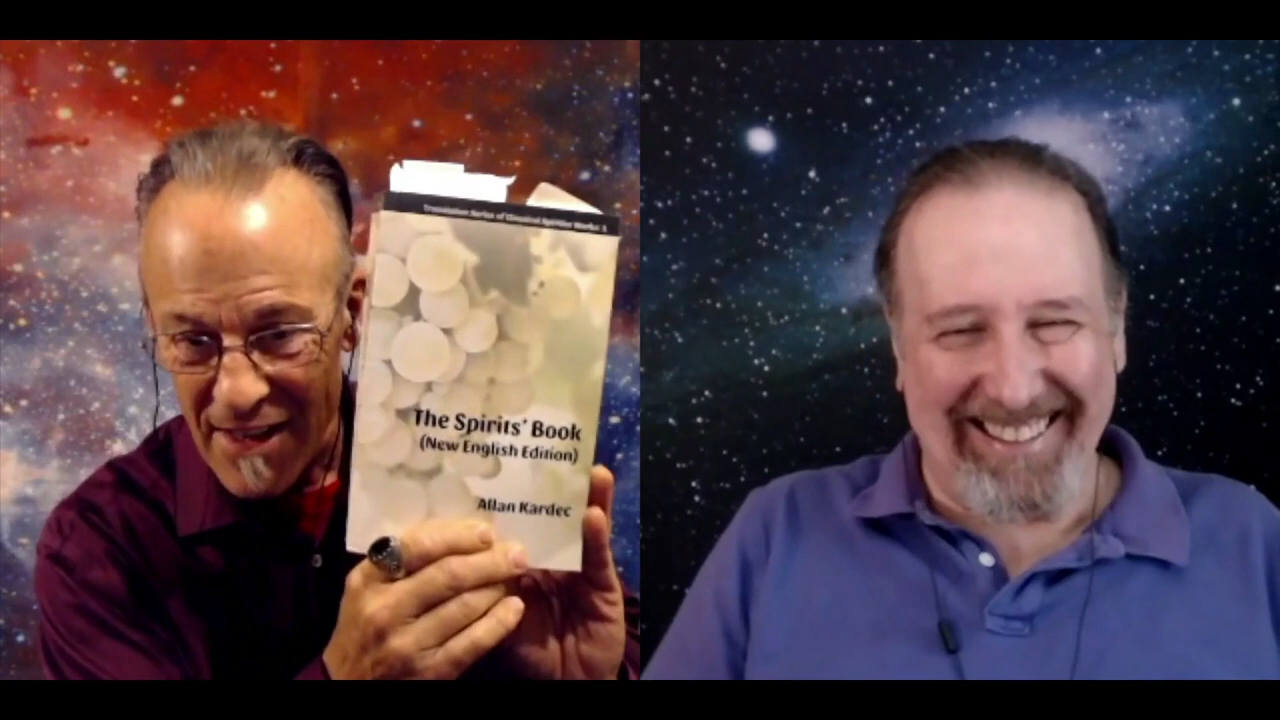 Translation Series of Classical Spiritist Works 1
The Spirits' Book
(New English Edition)
Allan Kardec